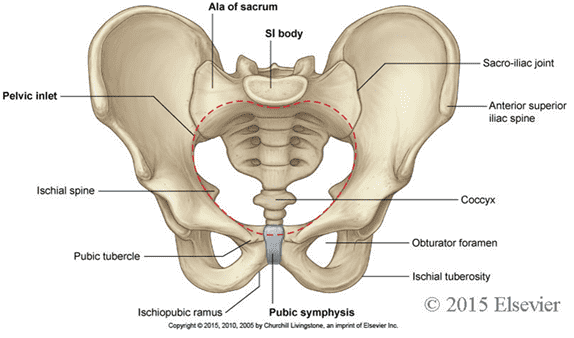 Ala of sacrum
SI body
Sacro-iliac joint
Pelvic inlet
Anterior superior
iliac spine
Ischial spine
Coccyx
Pubic tubercle
Obturator foramen
Ischial tuberosity
Ischiopubic ramus
Pubic symphysis
© 2015 Elsevier
Copyright © 2015, 2010, 2005 by Churchill Livingstone, an imprint of Elsevier Inc.